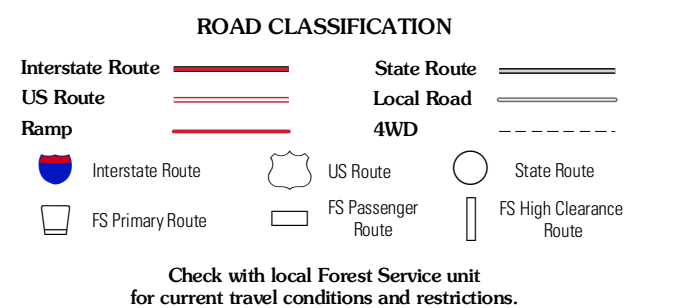 ROAD CLASSIFICATION
Interstate Route
State Route
US Route
Local Road
Ramp
4WD
Interstate Route
US Route
State Route
FS Primary Route
FS Passenger
Route
FS High Clearance
Route
Check with local Forest Service unit
for current travel conditions and restrictions.